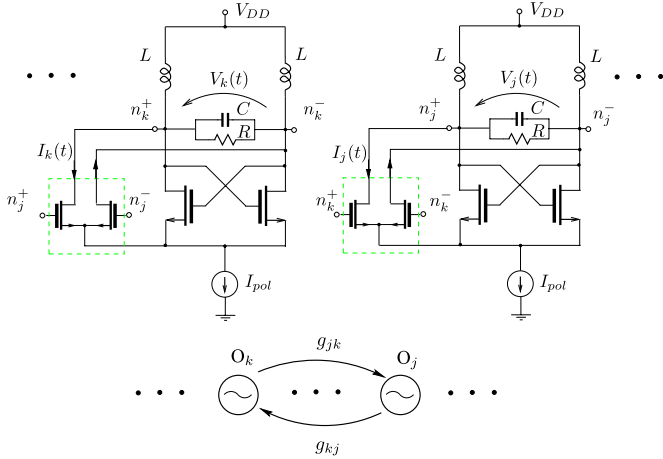 V_DD V_DD
L L L L
V_k(t) V_j(t)
n_k^+ C n_k^- n_j^+ C n_j^-
R R
I_k(t) I_j(t)
n_j^+ n_j^- n_k^+ n_k^-
I_pol I_pol
g_jk
O_k O_j
g_kj